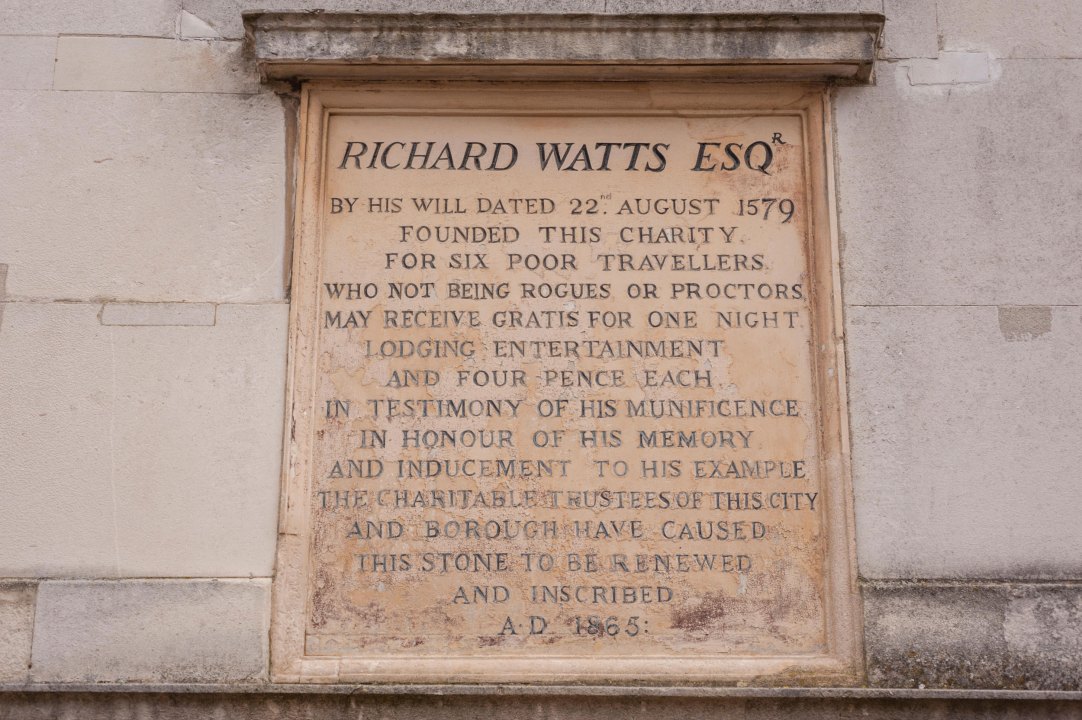 RICHARD WATTS ESQR
BY HIS WILL DATED 22nd. AUGUST 1579
FOUNDED THIS CHARITY
FOR SIX POOR TRAVELLERS
WHO NOT BEING ROGUES OR PROCTORS
MAY RECEIVE GRATIS FOR ONE NIGHT
LODGING ENTERTAINMENT
AND FOUR PENCE EACH
IN TESTIMONY OF HIS MUNIFICENCE
IN HONOUR OF HIS MEMORY
AND INDUCEMENT TO HIS EXAMPLE
THE CHARITABLE TRUSTEES OF THIS CITY
AND BOROUGH HAVE CAUSED
THIS STONE TO BE RENEWED
AND INSCRIBED
A·D 1865: